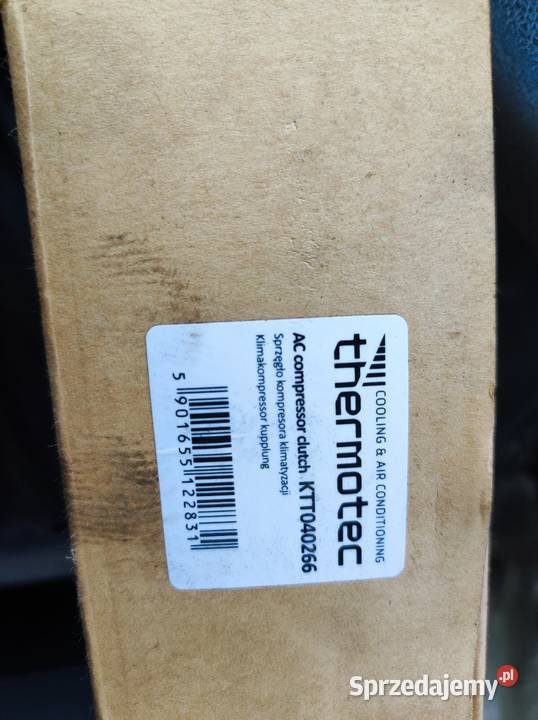 COOLING & AIR CONDITIONING
thermotec
AC compressor clutch KTT040266
Sprzęgło kompresora klimatyzacji
Klimakompressor kupplung
5 901655 122831
Sprzedajemy.pl